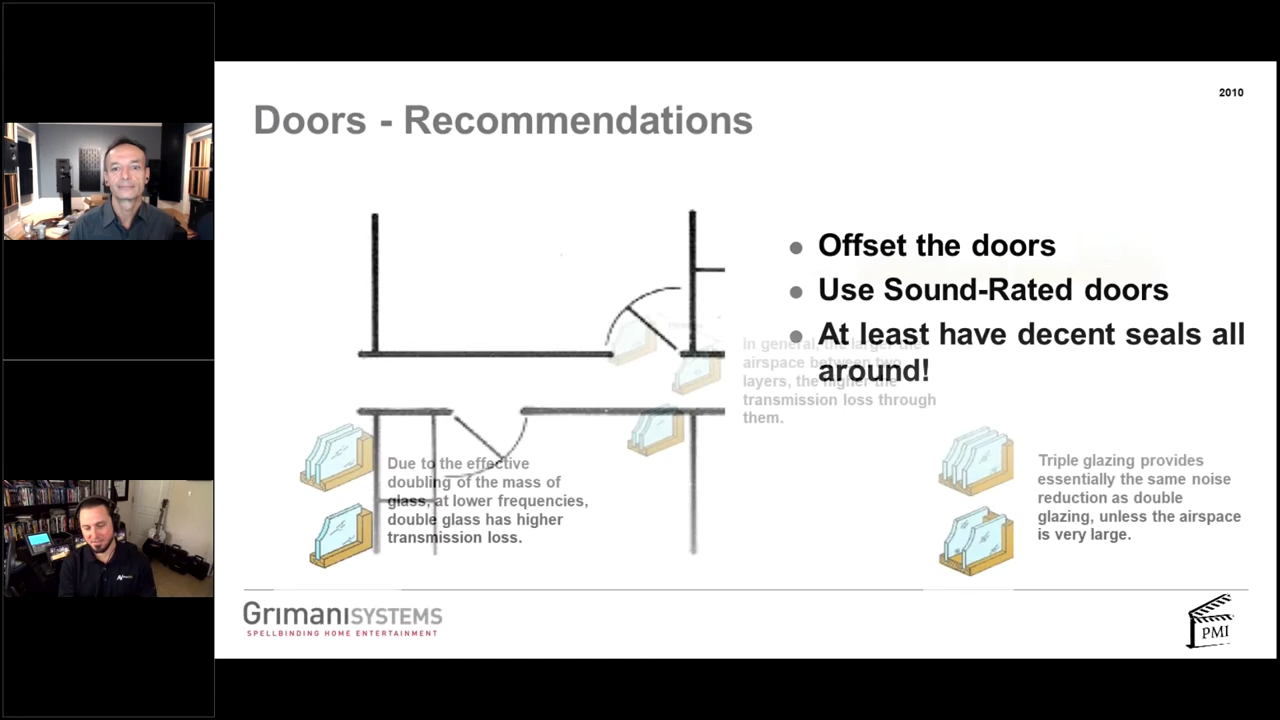 2010
Doors - Recommendations
Offset the doors
Use Sound-Rated doors
At least have decent seals all
around!
In general, the larger the
airspace between two
layers, the higher the
transmission loss through
them.
Due to the effective
doubling of the mass of
glass, at lower frequencies,
double glass has higher
transmission loss.
Triple glazing provides
essentially the same noise
reduction as double
glazing, unless the airspace
is very large.
GrimaniSYSTEMS
SPELLBINDING HOME ENTERTAINMENT
PMI